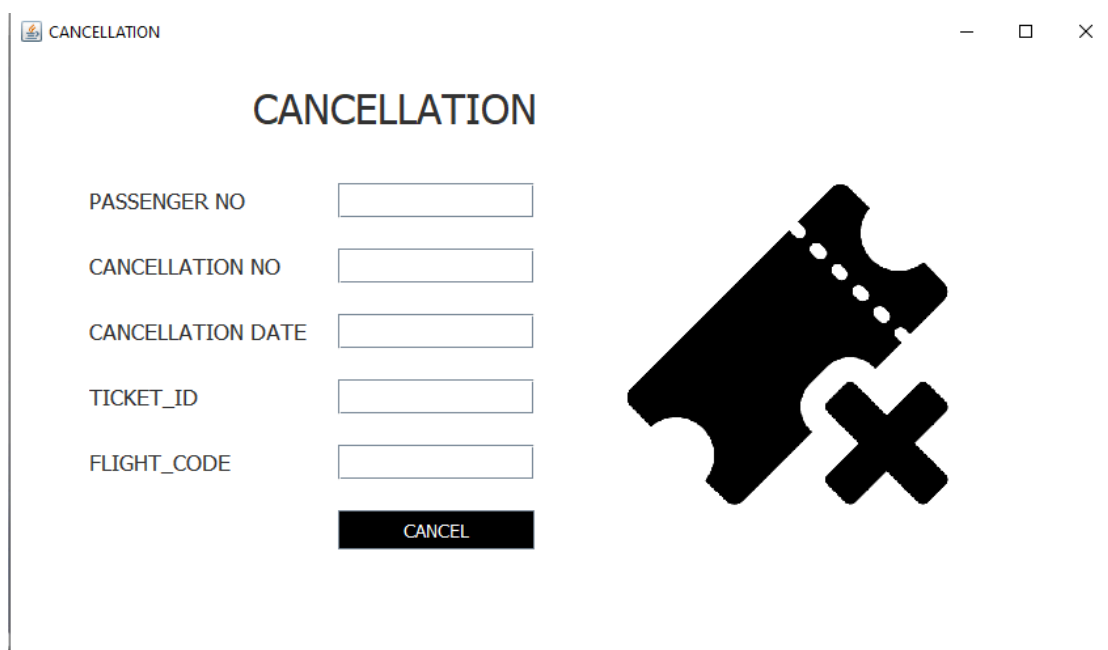 CANCELLATION
CANCELLATION
PASSENGER NO
CANCELLATION NO
CANCELLATION DATE
TICKET_ID
FLIGHT_CODE
CANCEL